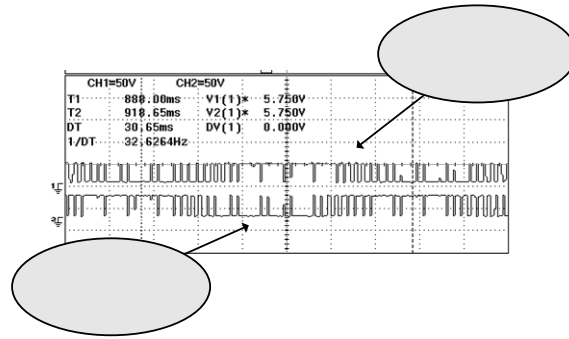 CH1=50V CH2=50V
T1 888.00ms V1(1)* 5.750V
T2 918.65ms V2(1)* 5.750V
DT 30.65ms DV(1) 0.000V
1/DT 32.6264Hz
1
2